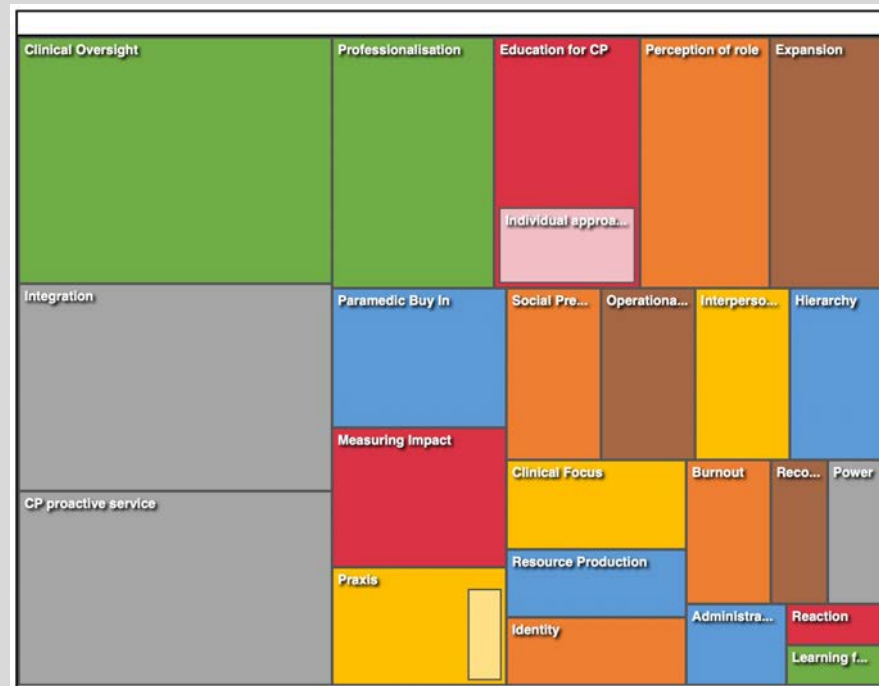 Clinical Oversight
Professionalisation
Education for CP
Perception of role
Expansion
Individual approa...
Integration
Paramedic Buy In
Social Pre...
Operationa...
Interperso...
Hierarchy
Measuring Impact
Clinical Focus
Burnout
Reco...
Power
CP proactive service
Resource Production
Praxis
Identity
Administra...
Reaction
Learning f...